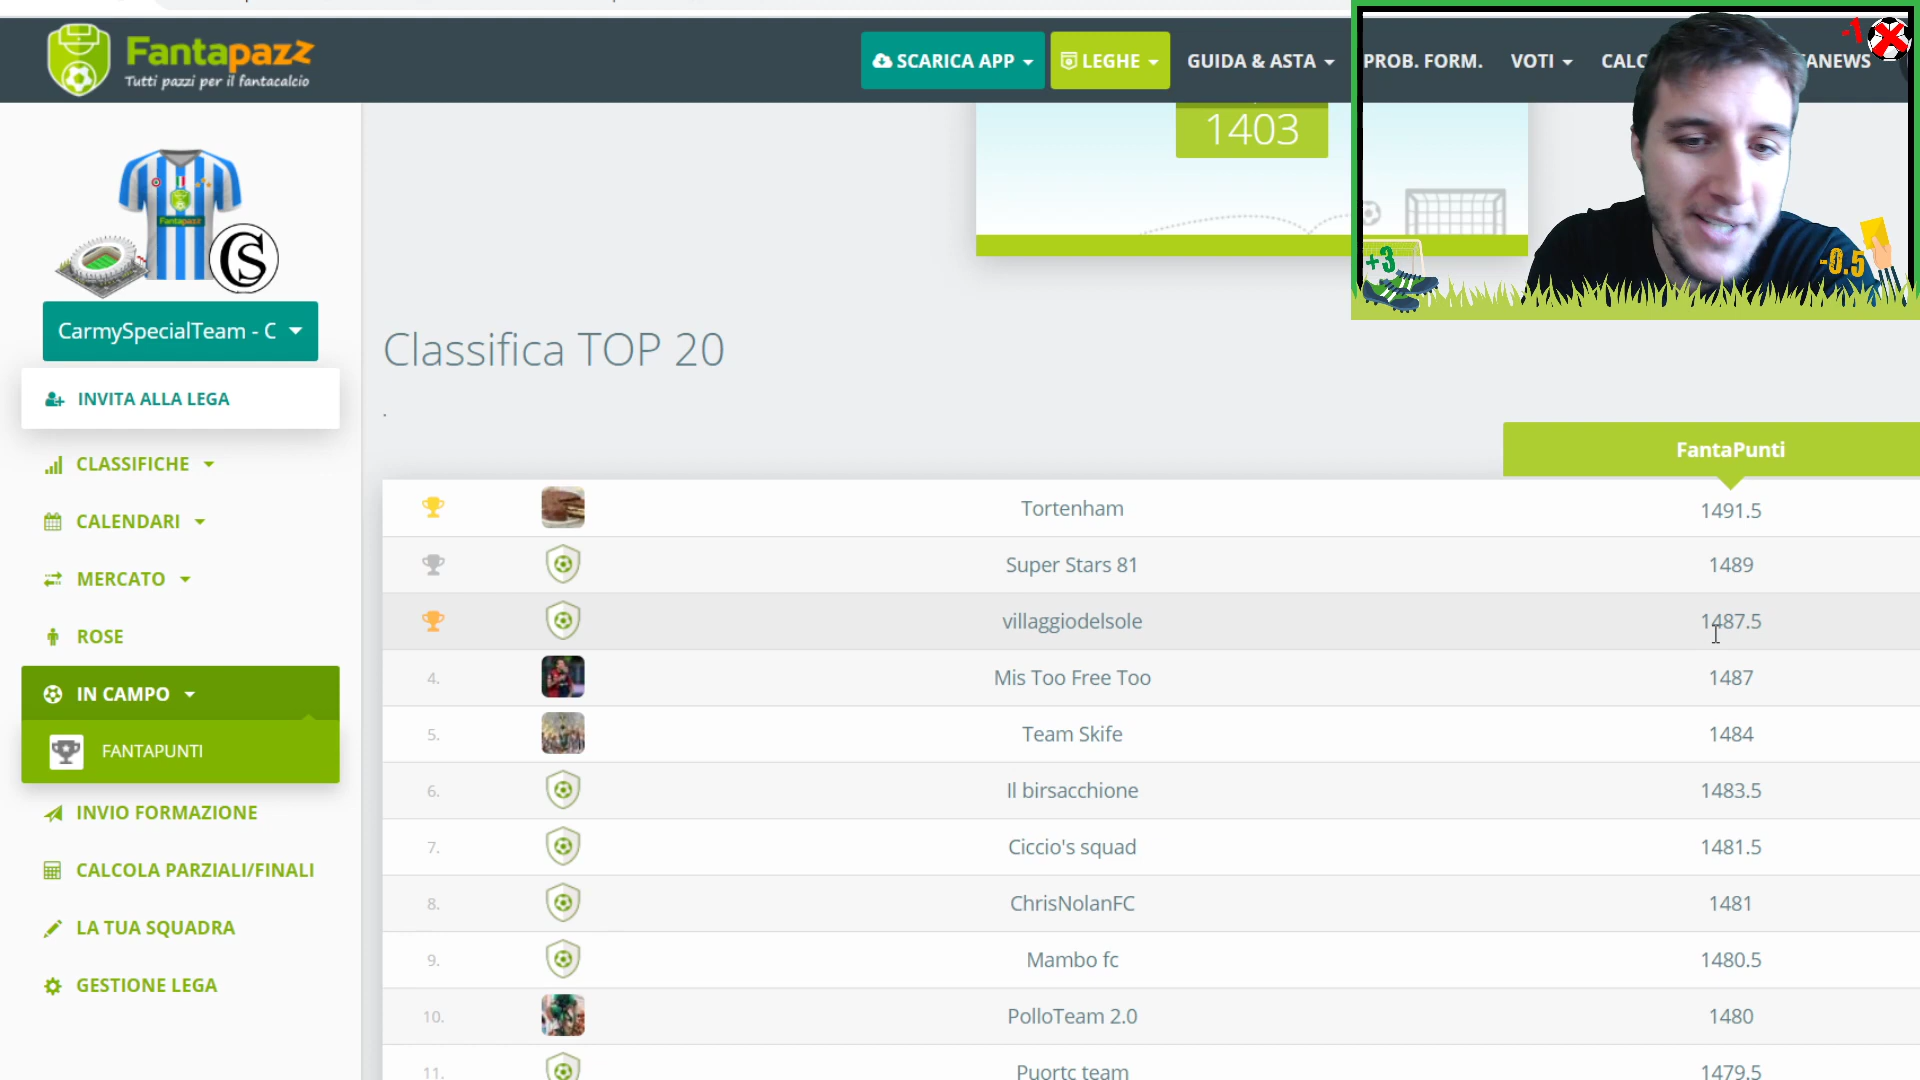 Fantapazz
Tutti pazzi per il fantacalcio
SCARICA APP
LEGHE
GUIDA & ASTA
PROB. FORM.
VOTI
CALC
ANEWS
-1
1403
+3
-0.5
Fantapazz
CS
CarmySpecialTeam - C
INVITA ALLA LEGA
CLASSIFICHE
CALENDARI
MERCATO
ROSE
IN CAMPO
FANTAPUNTI
INVIO FORMAZIONE
CALCOLA PARZIALI/FINALI
LA TUA SQUADRA
GESTIONE LEGA
Classifica TOP 20
.
FantaPunti
Tortenham 1491.5
Super Stars 81 1489
villaggiodelsole 1487.5
4. Mis Too Free Too 1487
5. Team Skife 1484
6. Il birsacchione 1483.5
7. Ciccio's squad 1481.5
8. ChrisNolanFC 1481
9. Mambo fc 1480.5
10. PolloTeam 2.0 1480
11. Puortc team 1479.5